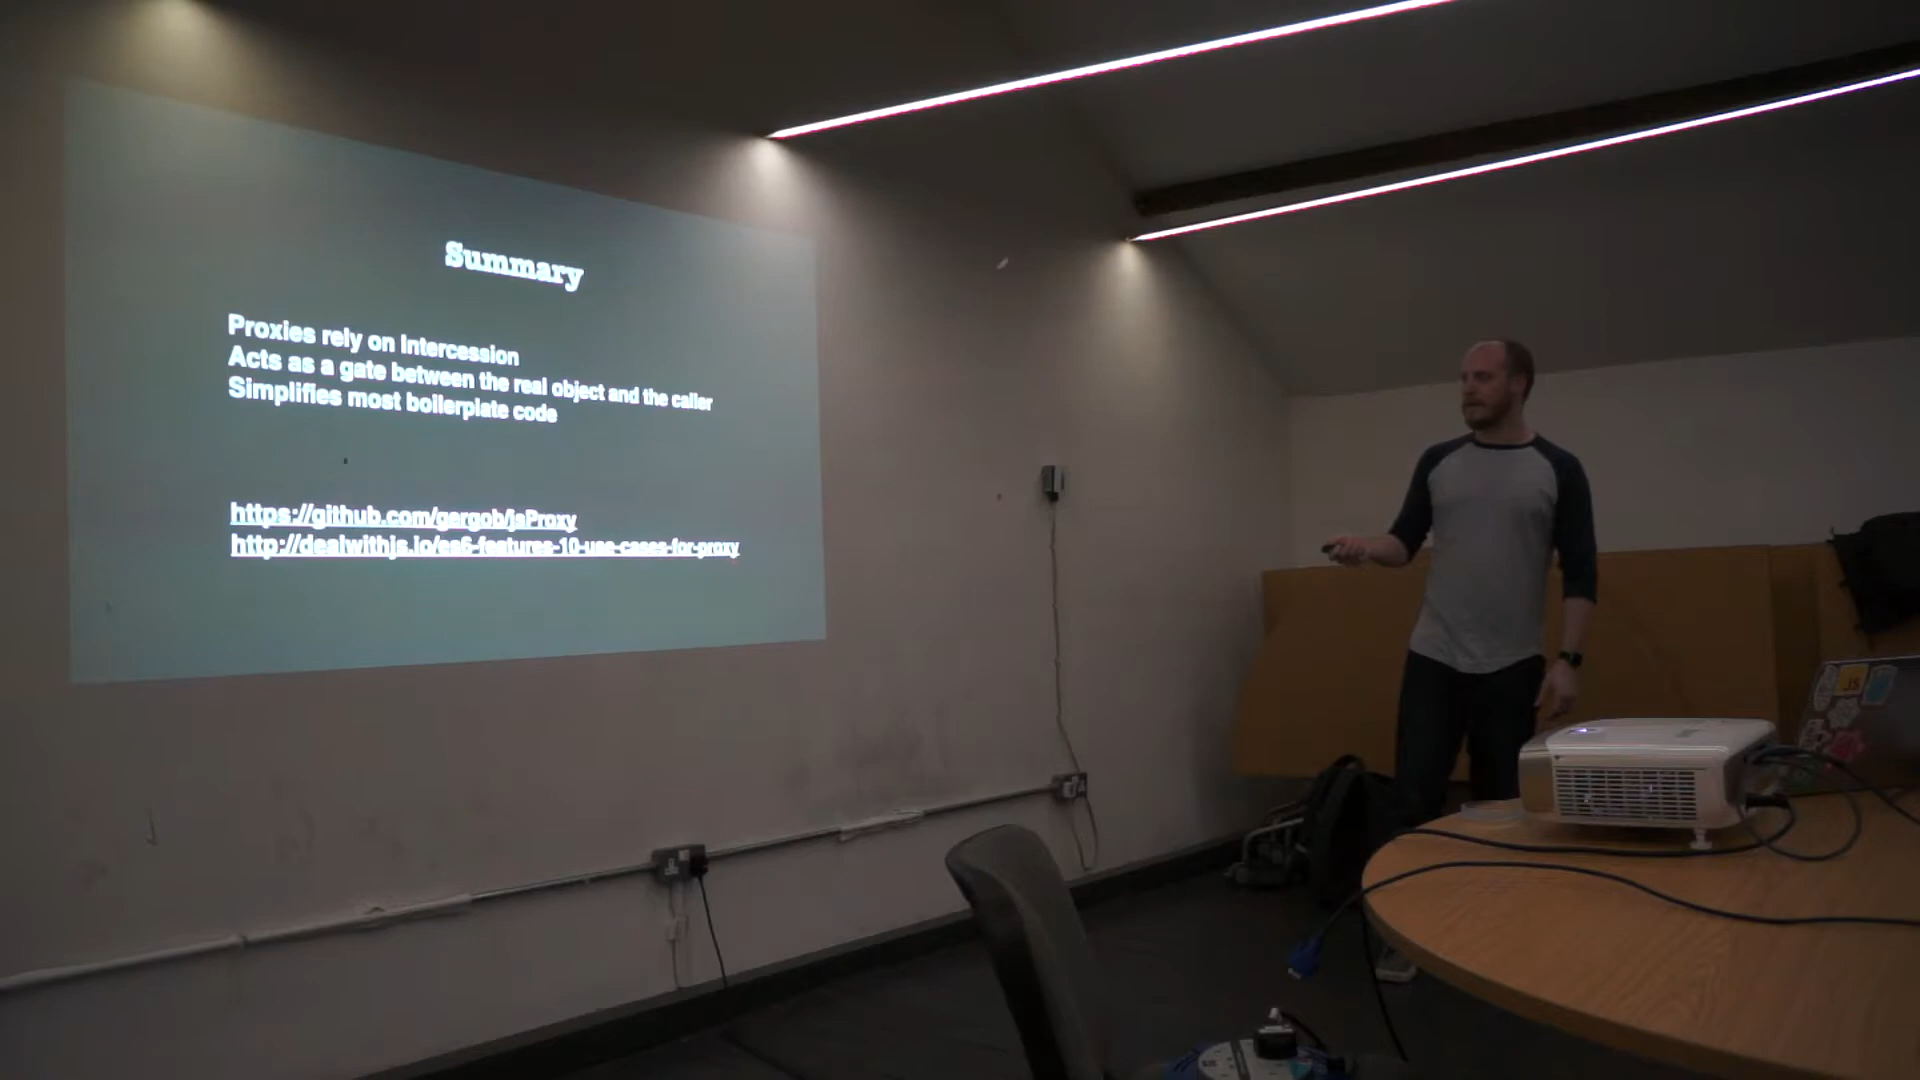 Summary
Proxies rely on Intercession
Acts as a gate between the real object and the caller
Simplifies most boilerplate code
https://github.com/gergob/jsProxy
http://dealwithjs.io/es6-features-10-use-cases-for-proxy
JS